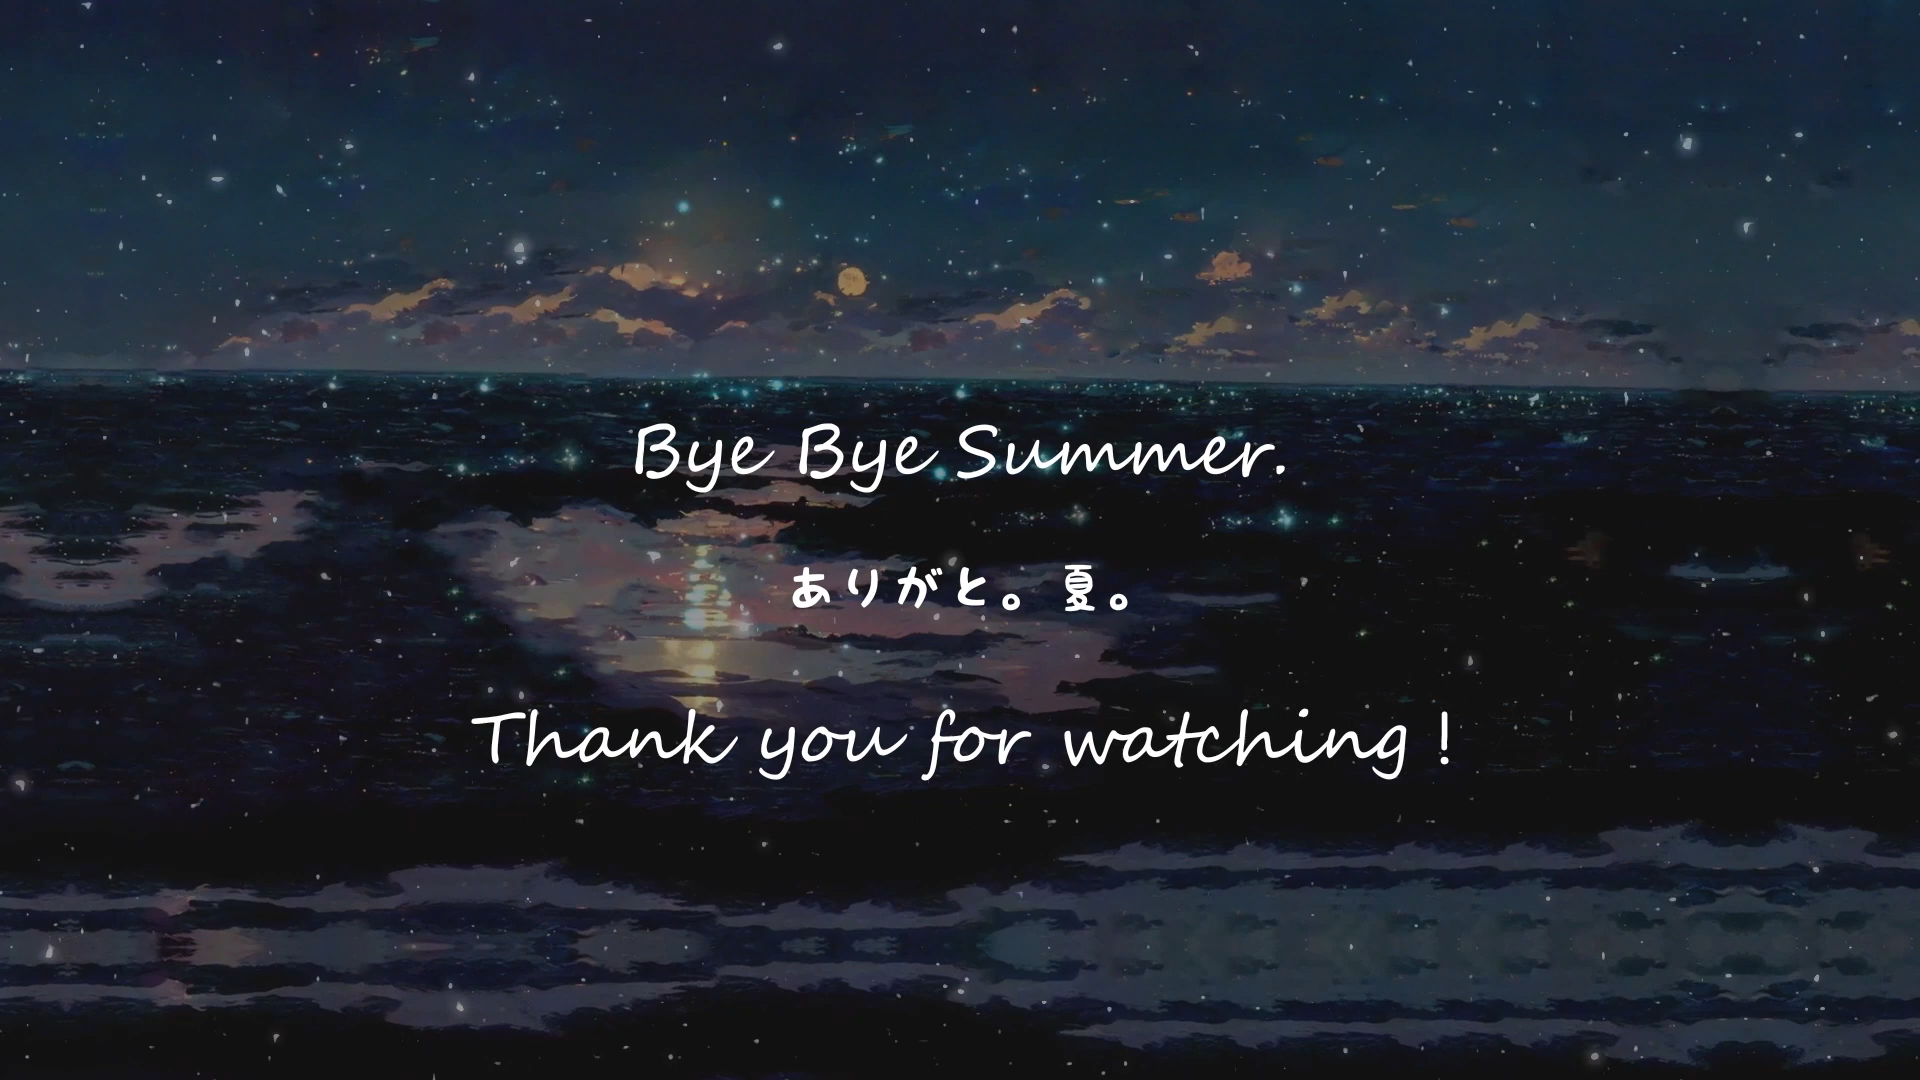 Bye Bye Summer.
ありがと。夏。
Thank you for watching !